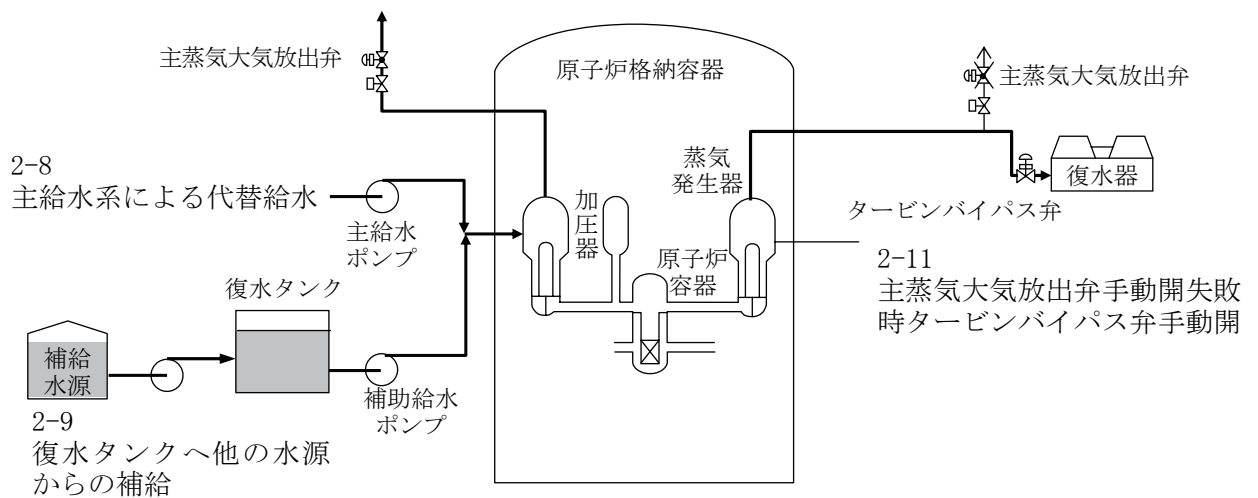 主蒸気大気放出弁
原子炉格納容器
主蒸気大気放出弁
2-8
主給水系による代替給水
主給水
ポンプ
加
圧
器
蒸気
発生器
復水器
タービンバイパス弁
原子炉
容器
2-11
主蒸気大気放出弁手動開失敗
時タービンバイパス弁手動開
復水タンク
補給
水源
補助給水
ポンプ
2-9
復水タンクへ他の水源
からの補給